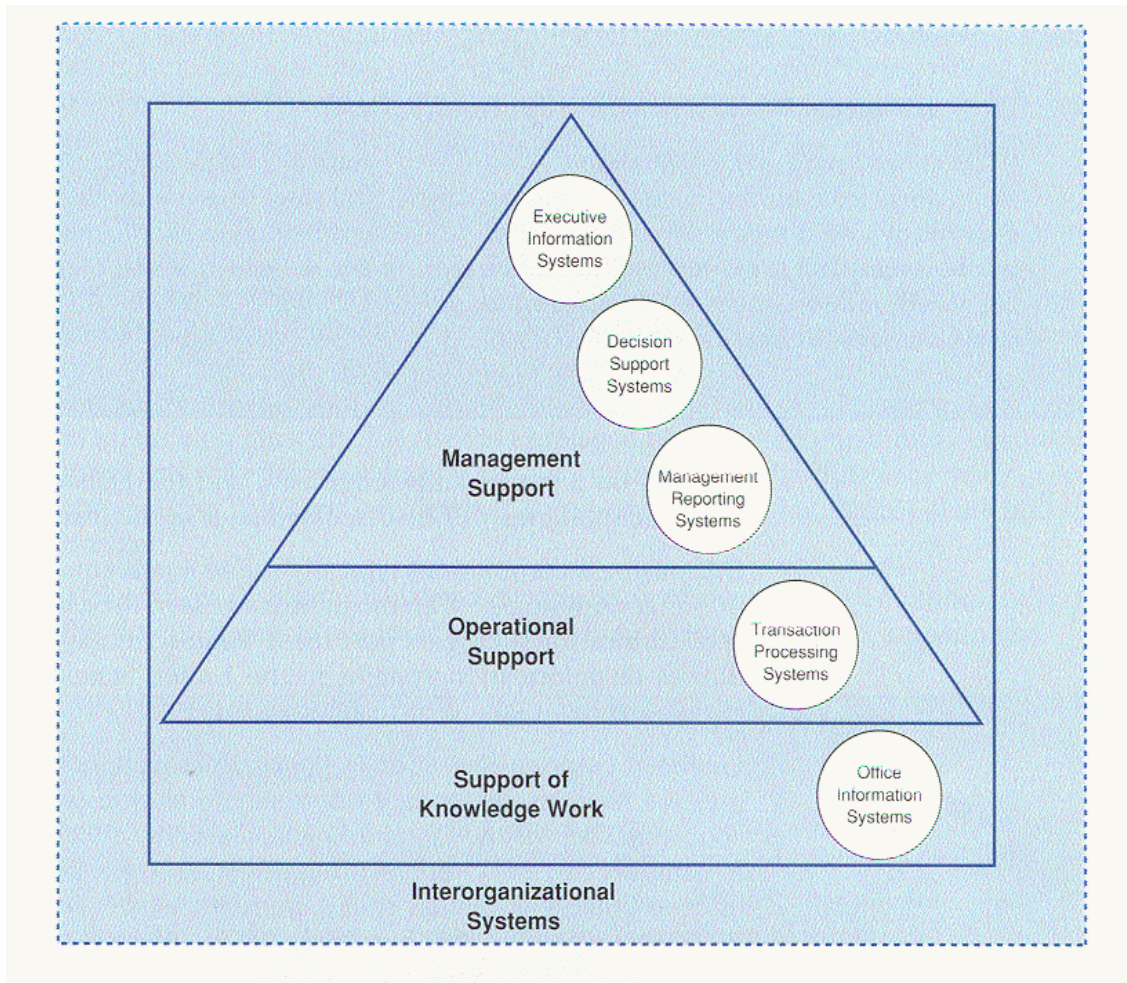 Executive
Information
Systems
Decision
Support
Systems
Management
Support
Management
Reporting
Systems
Operational
Support
Transaction
Processing
Systems
Support of
Knowledge Work
Office
Information
Systems
Interorganizational
Systems